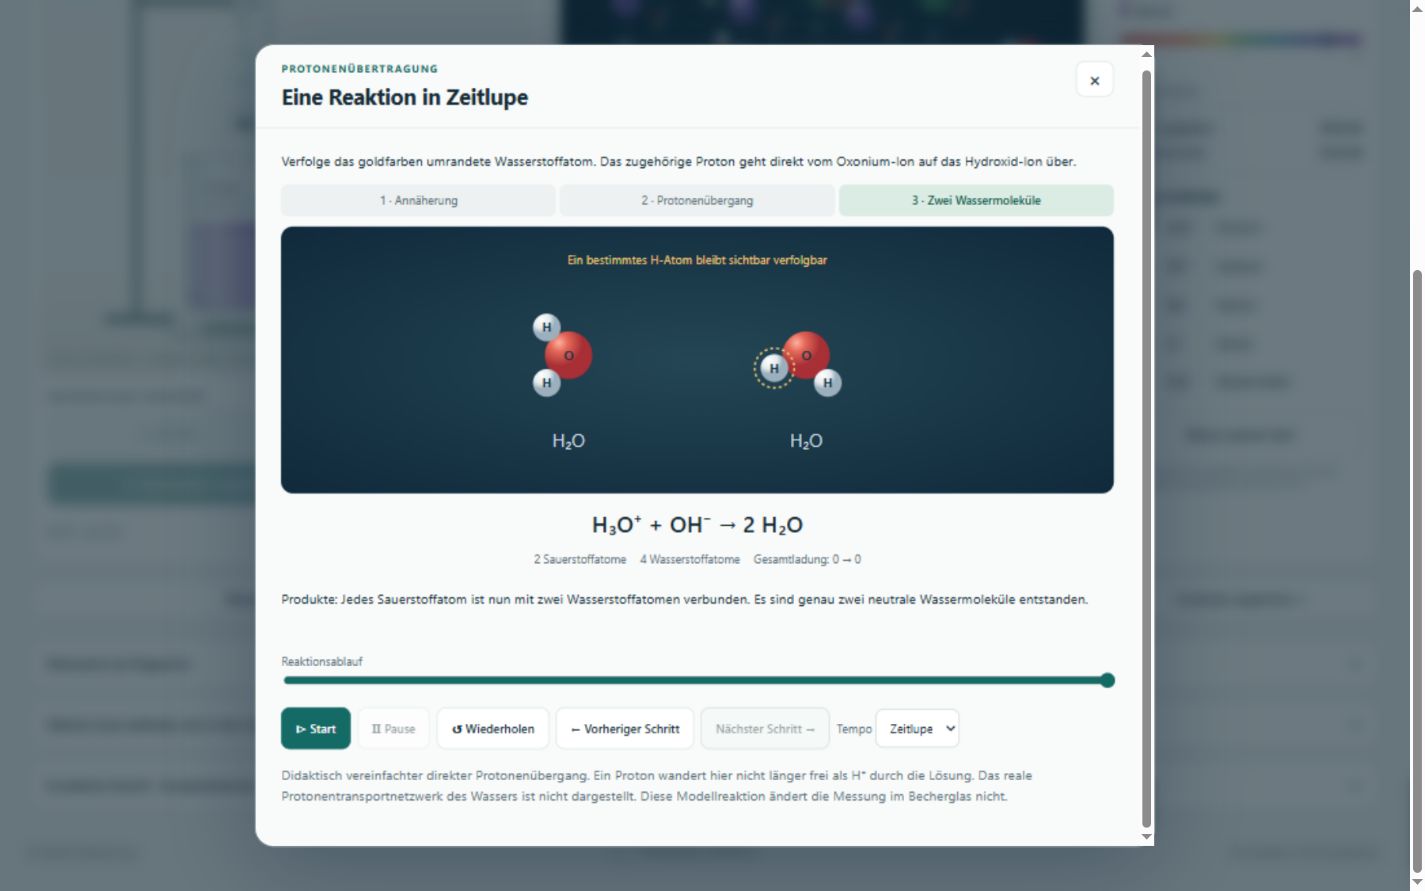 PROTONENÜBERTRAGUNG
Eine Reaktion in Zeitlupe
×
Verfolge das goldfarben umrandete Wasserstoffatom. Das zugehörige Proton geht direkt vom Oxonium-Ion auf das Hydroxid-Ion über.
1 · Annäherung
2 · Protonenübergang
3 · Zwei Wassermoleküle
Ein bestimmtes H-Atom bleibt sichtbar verfolgbar
H
O
H
O
H
H
H₂O
H₂O
H₃O⁺ + OH⁻ → 2 H₂O
2 Sauerstoffatome 4 Wasserstoffatome Gesamtladung: 0 → 0
Produkte: Jedes Sauerstoffatom ist nun mit zwei Wasserstoffatomen verbunden. Es sind genau zwei neutrale Wassermoleküle entstanden.
Reaktionsablauf
▷ Start
Ⅱ Pause
↺ Wiederholen
← Vorheriger Schritt
Nächster Schritt →
Tempo
Zeitlupe
Didaktisch vereinfachter direkter Protonenübergang. Ein Proton wandert hier nicht länger frei als H⁺ durch die Lösung. Das reale
Protonentransportnetzwerk des Wassers ist nicht dargestellt. Diese Modellreaktion ändert die Messung im Becherglas nicht.